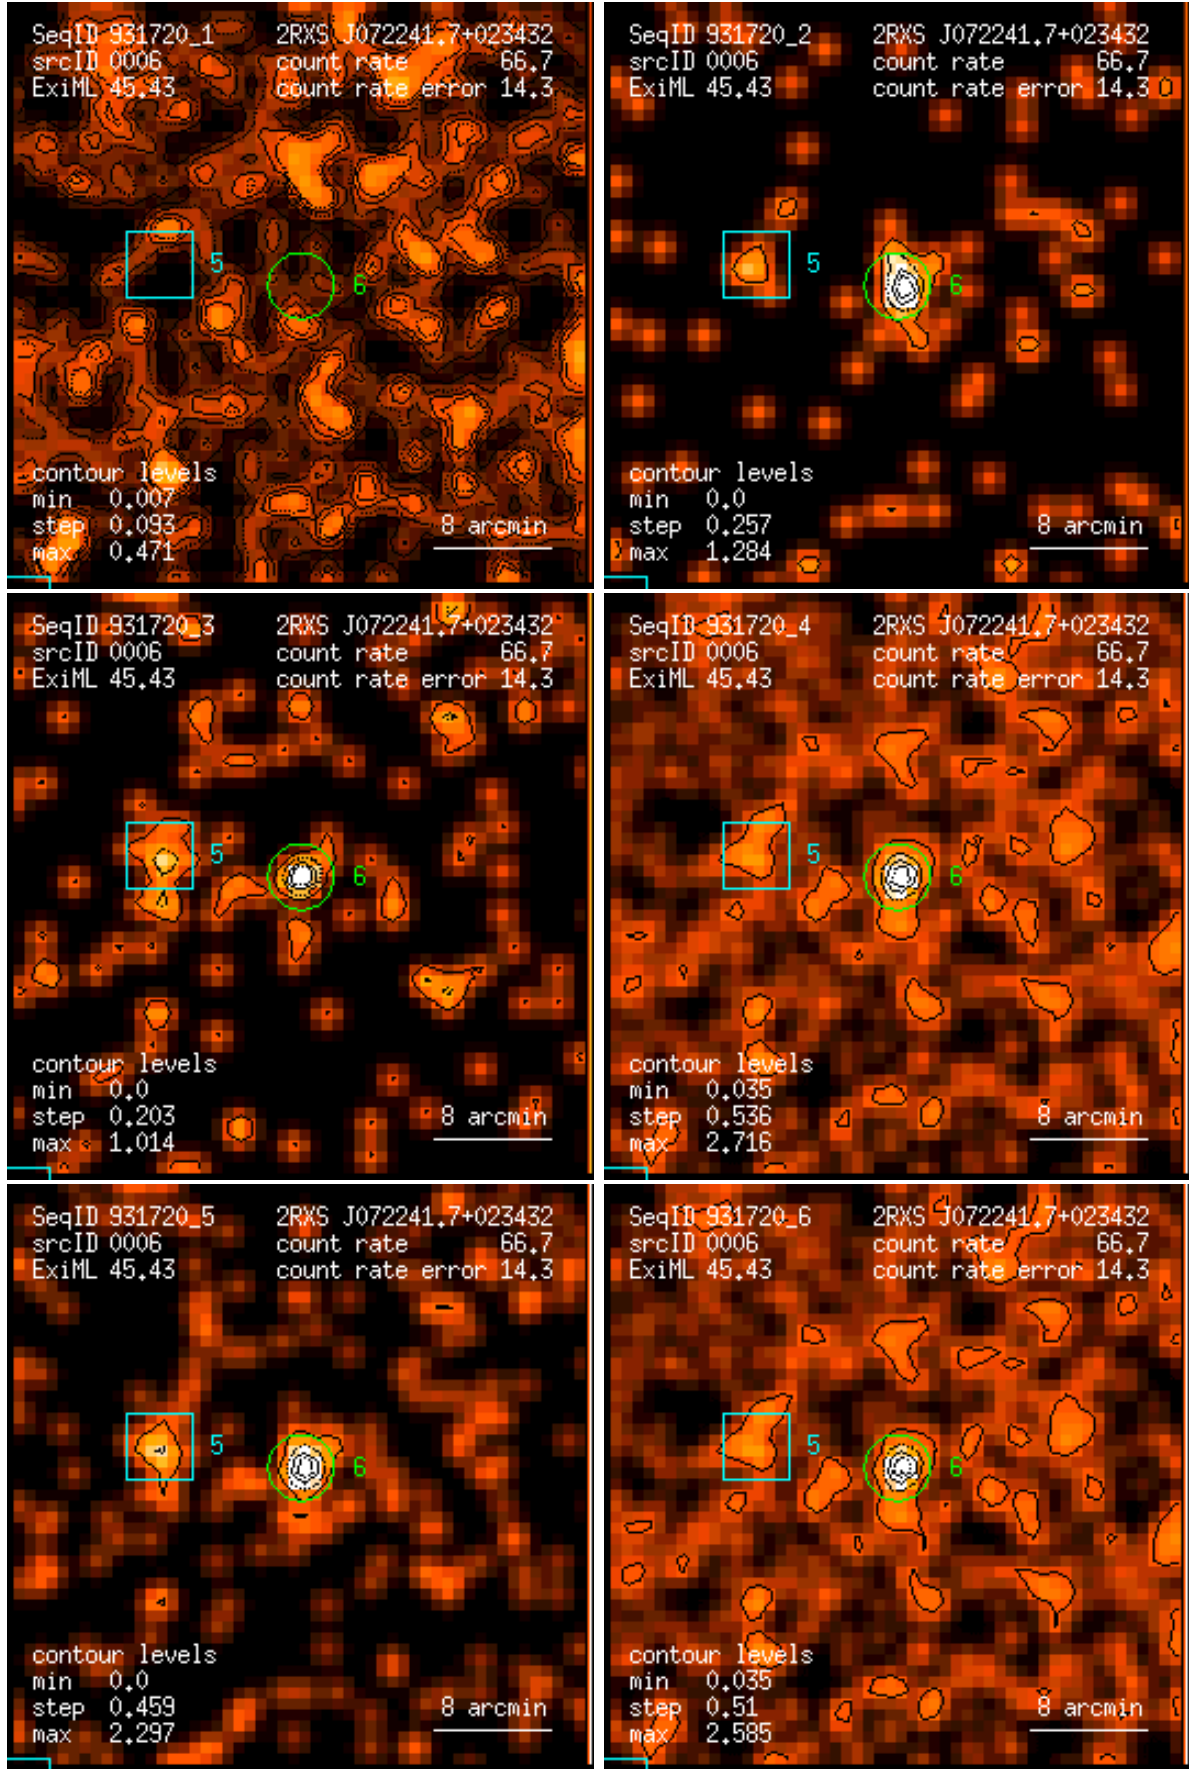 SeqID 931720_1 2RXS J072241.7+023432
srcID 0006 count rate 66.7
ExiML 45.43 count rate error 14.3
5
6
contour levels
min 0.007
step 0.093
8 arcmin
max 0.471
SeqID 931720_2 2RXS J072241.7+023432
srcID 0006 count rate 66.7
ExiML 45.43 count rate error 14.3
5
6
contour levels
min 0.0
step 0.257
8 arcmin
max 1.284
SeqID 931720_3 2RXS J072241.7+023432
srcID 0006 count rate 66.7
ExiML 45.43 count rate error 14.3
5
6
contour levels
min 0.0
step 0.203
8 arcmin
max 1.014
SeqID 931720_4 2RXS J072241.7+023432
srcID 0006 count rate 66.7
ExiML 45.43 count rate error 14.3
5
6
contour levels
min 0.035
step 0.536
8 arcmin
max 2.716
SeqID 931720_5 2RXS J072241.7+023432
srcID 0006 count rate 66.7
ExiML 45.43 count rate error 14.3
5
6
contour levels
min 0.0
step 0.459
8 arcmin
max 2.297
SeqID 931720_6 2RXS J072241.7+023432
srcID 0006 count rate 66.7
ExiML 45.43 count rate error 14.3
5
6
contour levels
min 0.035
step 0.51
8 arcmin
max 2.585